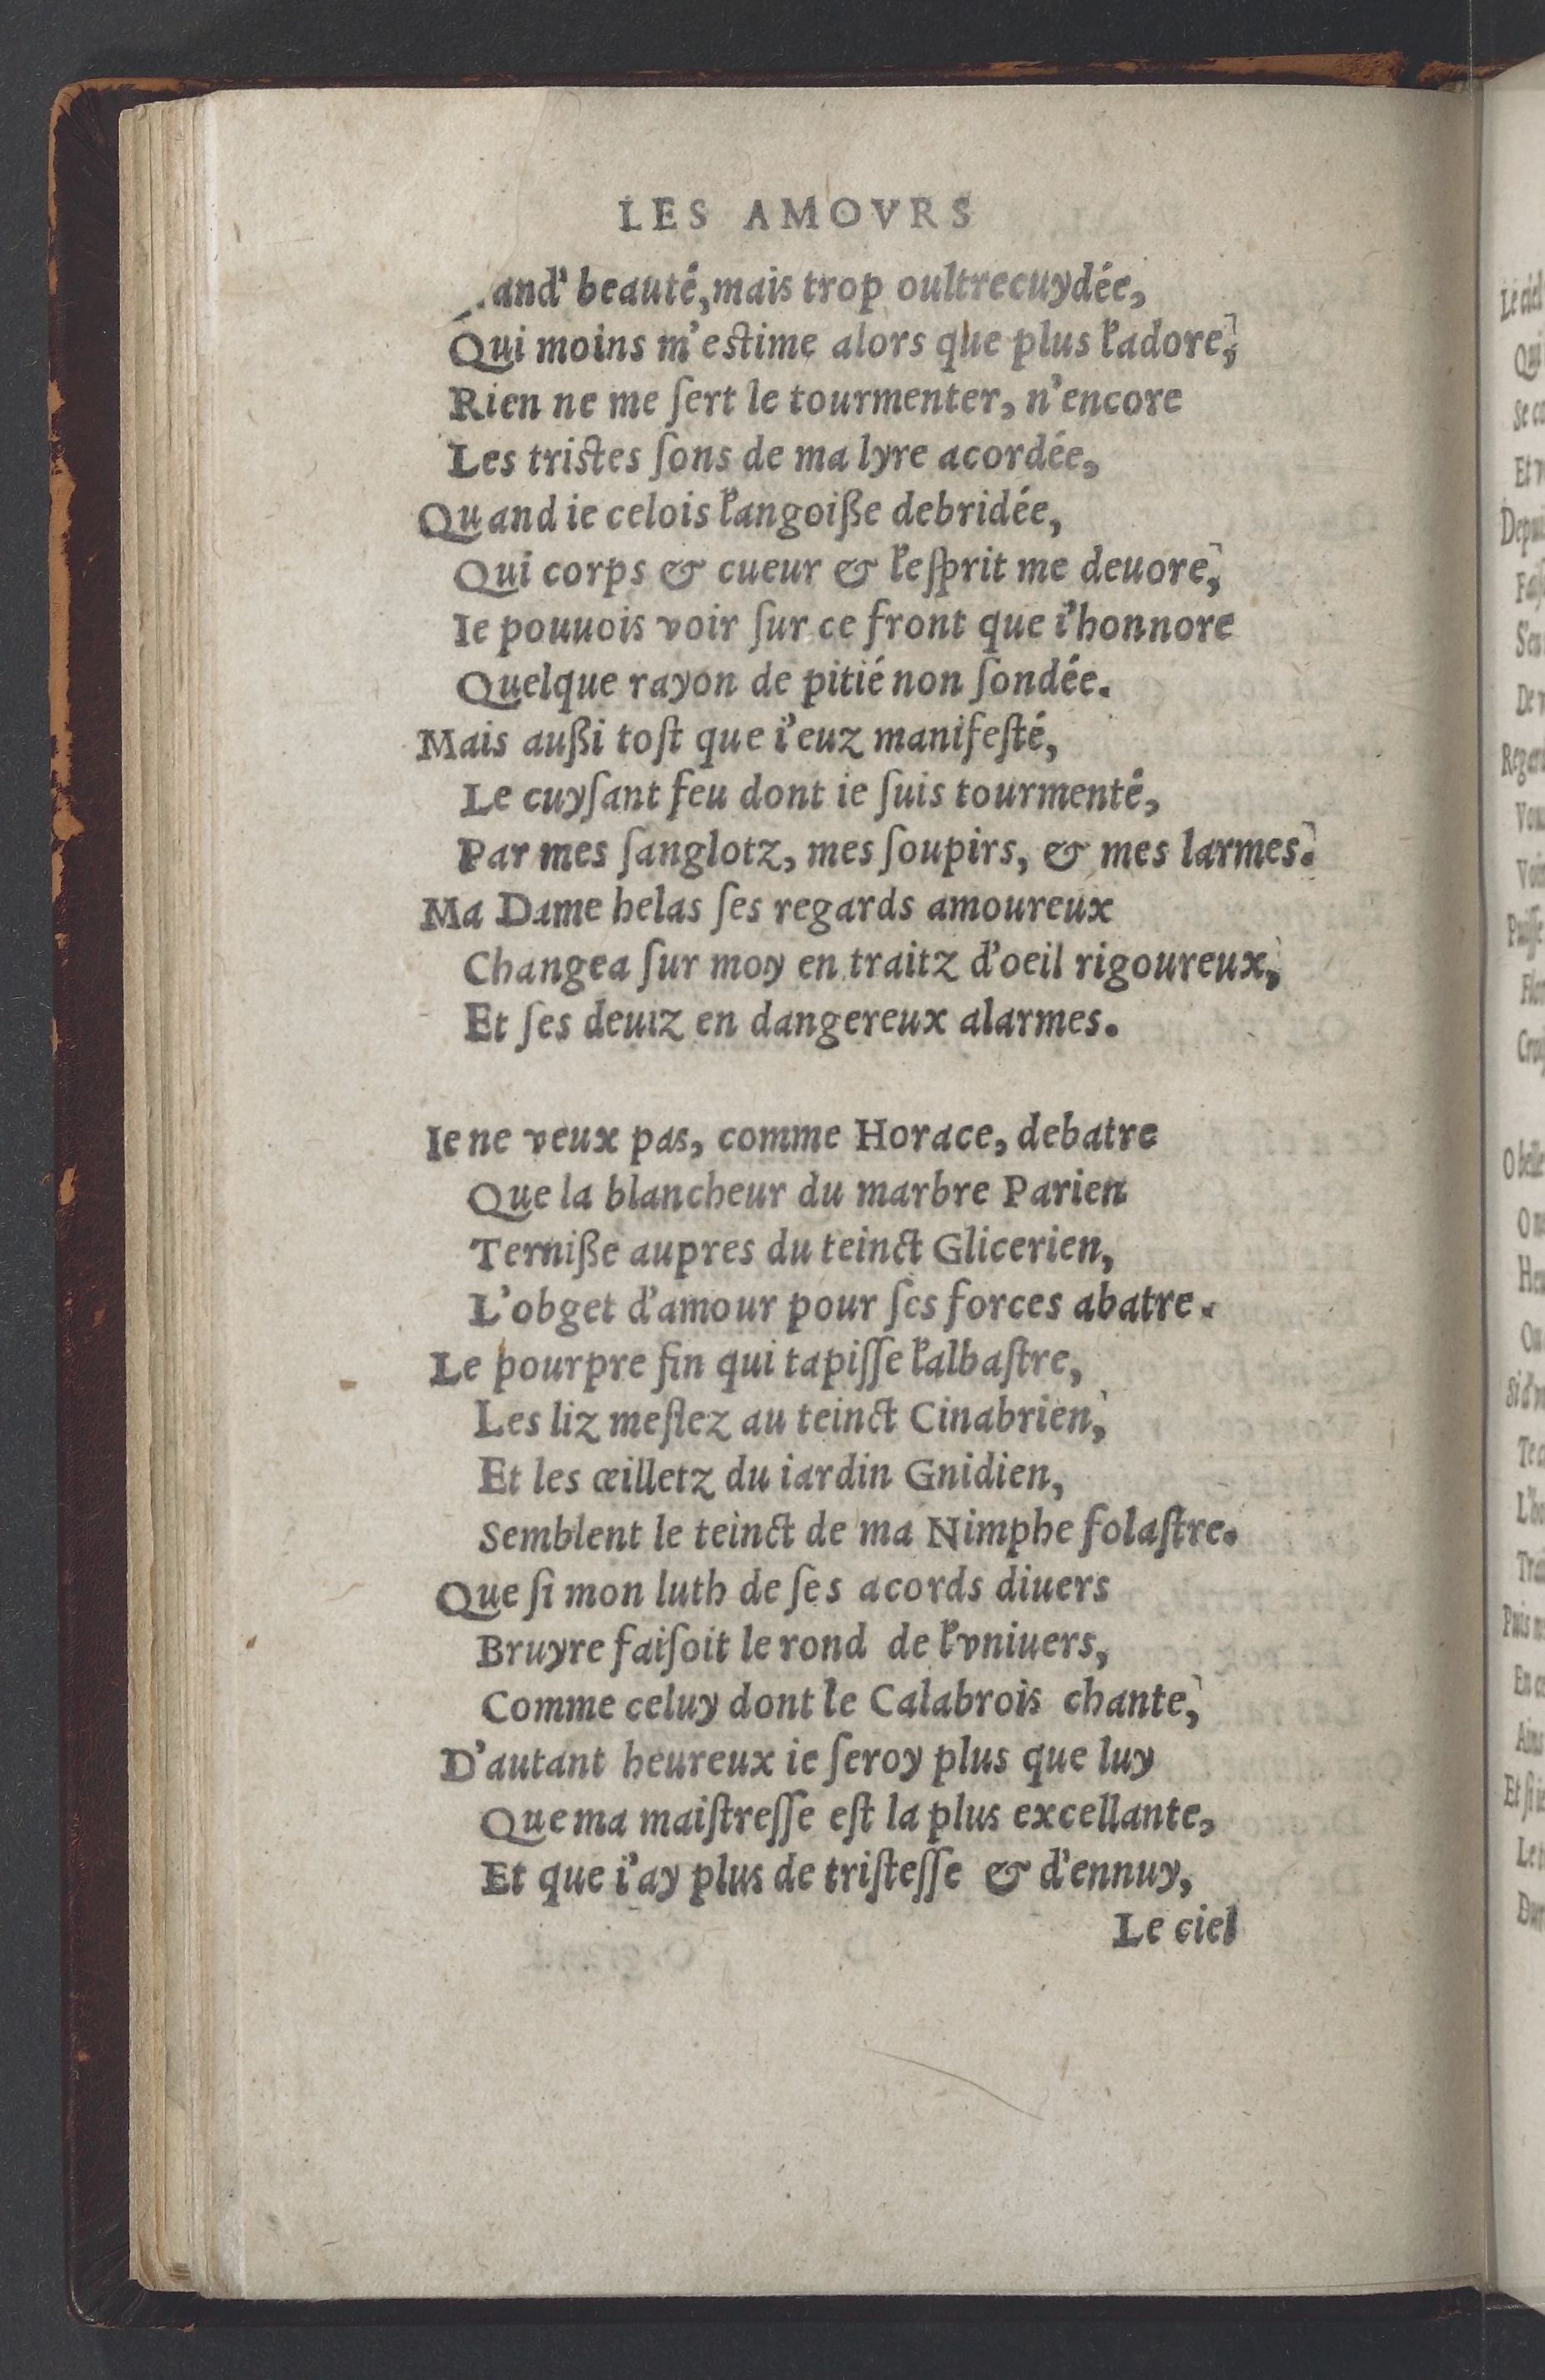 LES AMOVRS
and' beauté, mais trop oultrecuydée,
Qui moins m'estime alors que plus l'adore,
Rien ne me ſert le tourmenter, n'encore
Les tristes ſons de ma lyre acordée,
Quand ie celois l'angoiße debridée,
Qui corps & cueur & l'eſprit me deuore,
Ie pouuois voir ſur ce front que i'honnore
Quelque rayon de pitié non ſondée.
Mais außi toſt que i'euz manifeſté,
Le cuyſant feu dont ie ſuis tourmenté,
Par mes ſanglotz, mes ſoupirs, & mes larmes.
Ma Dame helas ſes regards amoureux
Changea ſur moy en traitz d'oeil rigoureux,
Et ſes deuiz en dangereux alarmes.
Ie ne veux pas, comme Horace, debatre
Que la blancheur du marbre Parien
Terniße aupres du teinct Glicerien,
L'obget d'amour pour ſes forces abatre.
Le pourpre fin qui tapiſſe l'albaſtre,
Les liz meſlez au teinct Cinabrien,
Et les œilletz du iardin Gnidien,
Semblent le teinct de ma Nimphe folaſtre.
Que ſi mon luth de ſes acords diuers
Bruyre faiſoit le rond de l'vniuers,
Comme celuy dont le Calabrois chante,
D'autant heureux ie ſeroy plus que luy
Que ma maiſtreſſe eſt la plus excellante,
Et que i'ay plus de triſteſſe & d'ennuy,
Le ciel